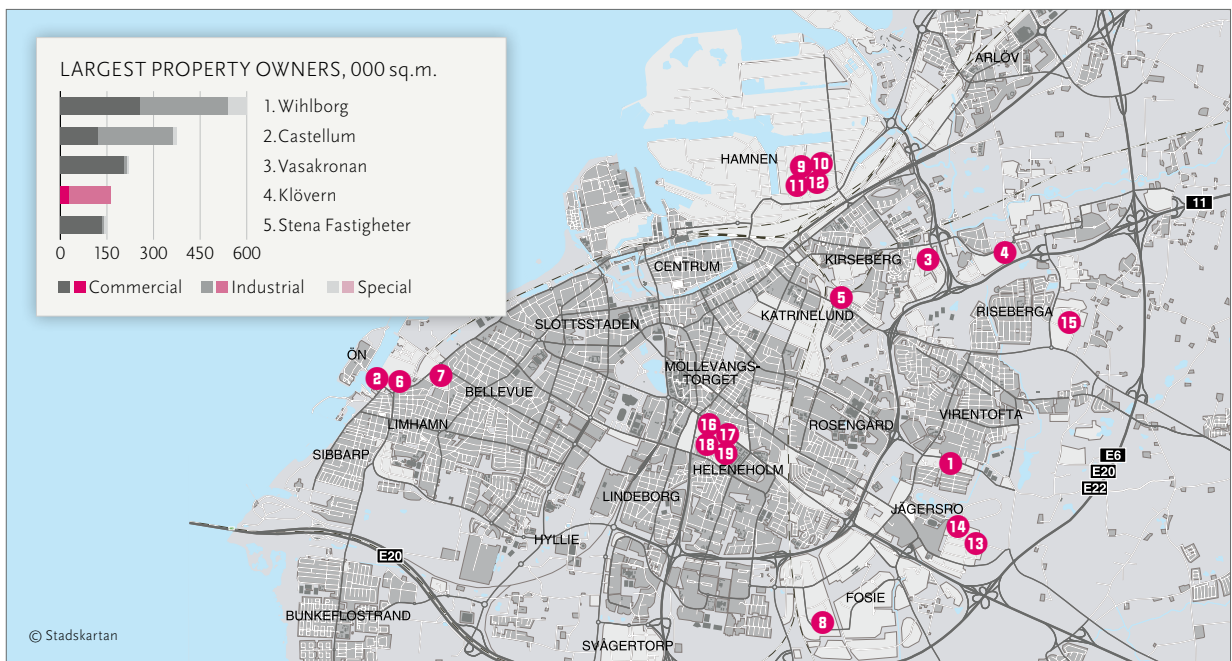 LARGEST PROPERTY OWNERS, 000 sq.m.
1. Wihlborg
2. Castellum
3. Vasakronan
4. Klövern
5. Stena Fastigheter
0 150 300 450 600
Commercial Industrial Special
ARLÖV
HAMNEN
9 10
11 12
11
KIRSEBERG
3
4
CENTRUM
5
KATRINELUND
RISEBERGA
15
SLOTTSSTADEN
ÖN
MÖLLEVÅNGS-
TORGET
2 6 7
BELLEVUE
LIMHAMN
VIRENTOFTA
ROSENGÅRD
16
17
18
19
SIBBARP
HELENEHOLM
1
E6
E20
E22
LINDEBORG
JÄGERSRO
14
13
HYLLIE
E20
FOSIE
BUNKEFLOSTRAND
8
SVÅGERTORP
© Stadskartan